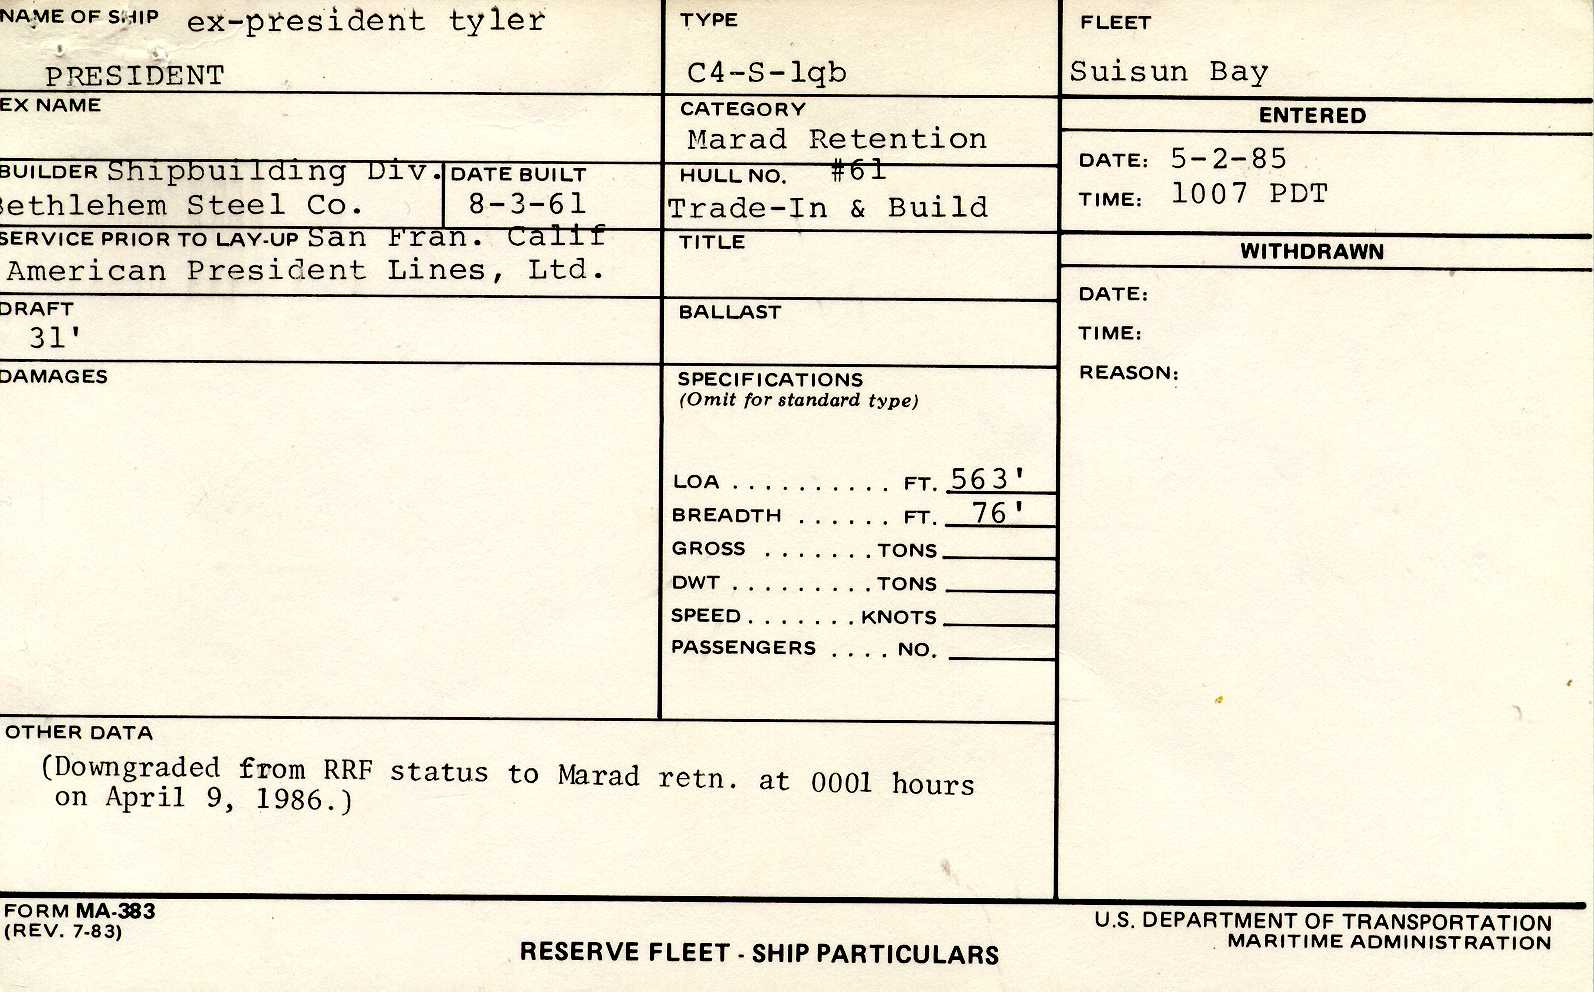 NAME OF SHIP ex-president tyler
PRESIDENT
TYPE
C4-S-lqb
FLEET
Suisun Bay
EX NAME
CATEGORY
Marad Retention
ENTERED
DATE: 5-2-85
TIME: 1007 PDT
BUILDER Shipbuilding Div.
Bethlehem Steel Co.
DATE BUILT
8-3-61
HULL NO. #61
Trade-In & Build
SERVICE PRIOR TO LAY-UP San Fran. Calif
American President Lines, Ltd.
TITLE
WITHDRAWN
DATE:
TIME:
REASON:
DRAFT
31'
BALLAST
DAMAGES
SPECIFICATIONS
(Omit for standard type)
LOA . . . . . . . . . . FT. 563'
BREADTH . . . . . . FT. 76'
GROSS . . . . . . . TONS
DWT . . . . . . . . . TONS
SPEED . . . . . . . KNOTS
PASSENGERS . . . . NO.
OTHER DATA
(Downgraded from RRF status to Marad retn. at 0001 hours
on April 9, 1986.)
FORM MA-383
(REV. 7-83)
RESERVE FLEET - SHIP PARTICULARS
U.S. DEPARTMENT OF TRANSPORTATION
MARITIME ADMINISTRATION